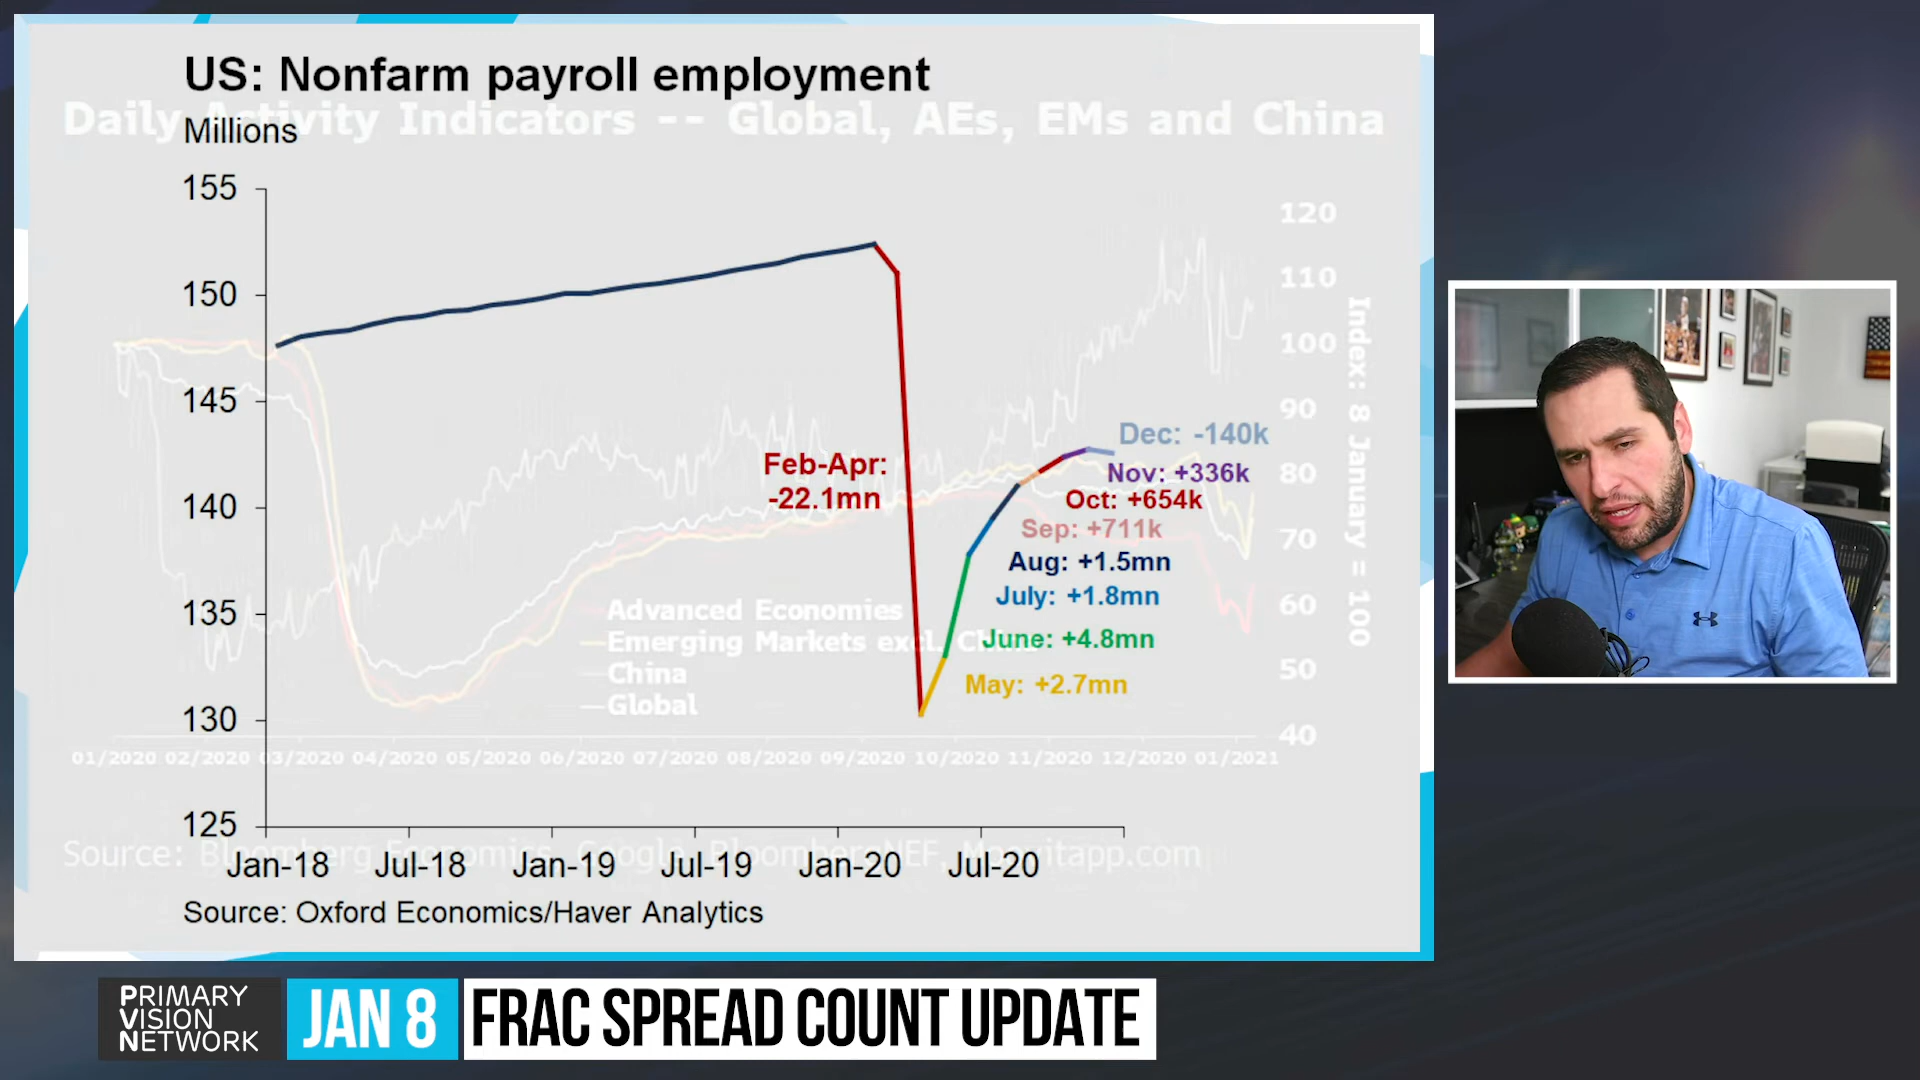 US: Nonfarm payroll employment
Daily Activity Indicators -- Global, AEs, EMs and China
Millions
155
150
145
140
135
130
125
120
110
100
90
80
70
60
50
40
Index: 8 January = 100
Feb-Apr:
-22.1mn
Dec: -140k
Nov: +336k
Oct: +654k
Sep: +711k
Aug: +1.5mn
July: +1.8mn
June: +4.8mn
May: +2.7mn
Advanced Economies
Emerging Markets excl. China
China
Global
01/2020 02/2020 03/2020 04/2020 05/2020 06/2020 07/2020 08/2020 09/2020 10/2020 11/2020 12/2020 01/2021
Source: Bloomberg Economics, Google, BloombergNEF, Moovitapp.com
Jan-18 Jul-18 Jan-19 Jul-19 Jan-20 Jul-20
Source: Oxford Economics/Haver Analytics
PRIMARY
VISION
NETWORK
JAN 8
FRAC SPREAD COUNT UPDATE